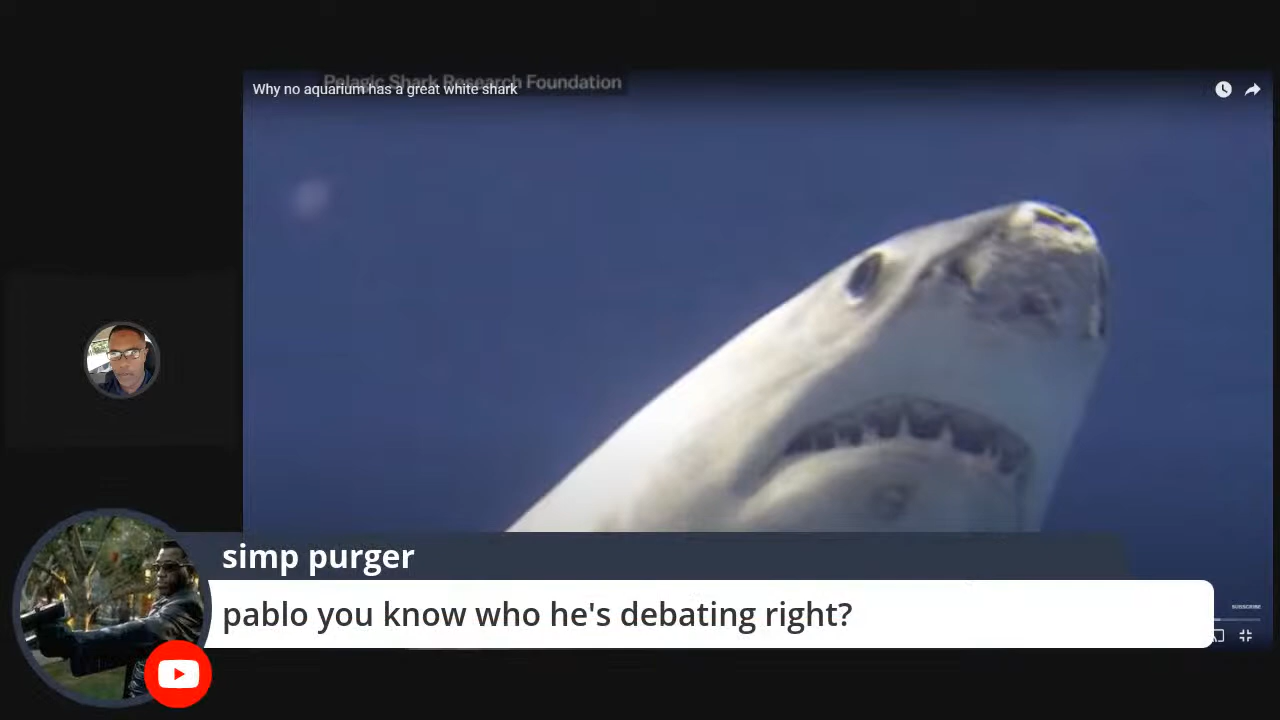 Pelagic Shark Research Foundation
Why no aquarium has a great white shark
SUBSCRIBE
simp purger
pablo you know who he's debating right?